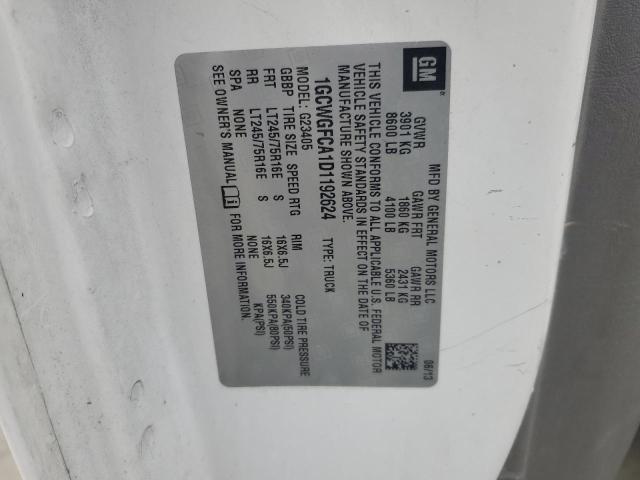 GM
MFD BY GENERAL MOTORS LLC 06/13
GVWR GAWR FRT GAWR RR
3901 KG 1860 KG 2431 KG
8600 LB 4100 LB 5360 LB
THIS VEHICLE CONFORMS TO ALL APPLICABLE U.S. FEDERAL MOTOR
VEHICLE SAFETY STANDARDS IN EFFECT ON THE DATE OF
MANUFACTURE SHOWN ABOVE.
1GCWGFCA1D1192624 TYPE: TRUCK
MODEL: G23405
GBBP TIRE SIZE SPEED RTG RIM COLD TIRE PRESSURE
FRT LT245/75R16E S 16X6.5J 340KPA(50PSI)
RR LT245/75R16E S 16X6.5J 550KPA(80PSI)
SPA NONE NONE KPA(PSI)
SEE OWNER'S MANUAL FOR MORE INFORMATION.